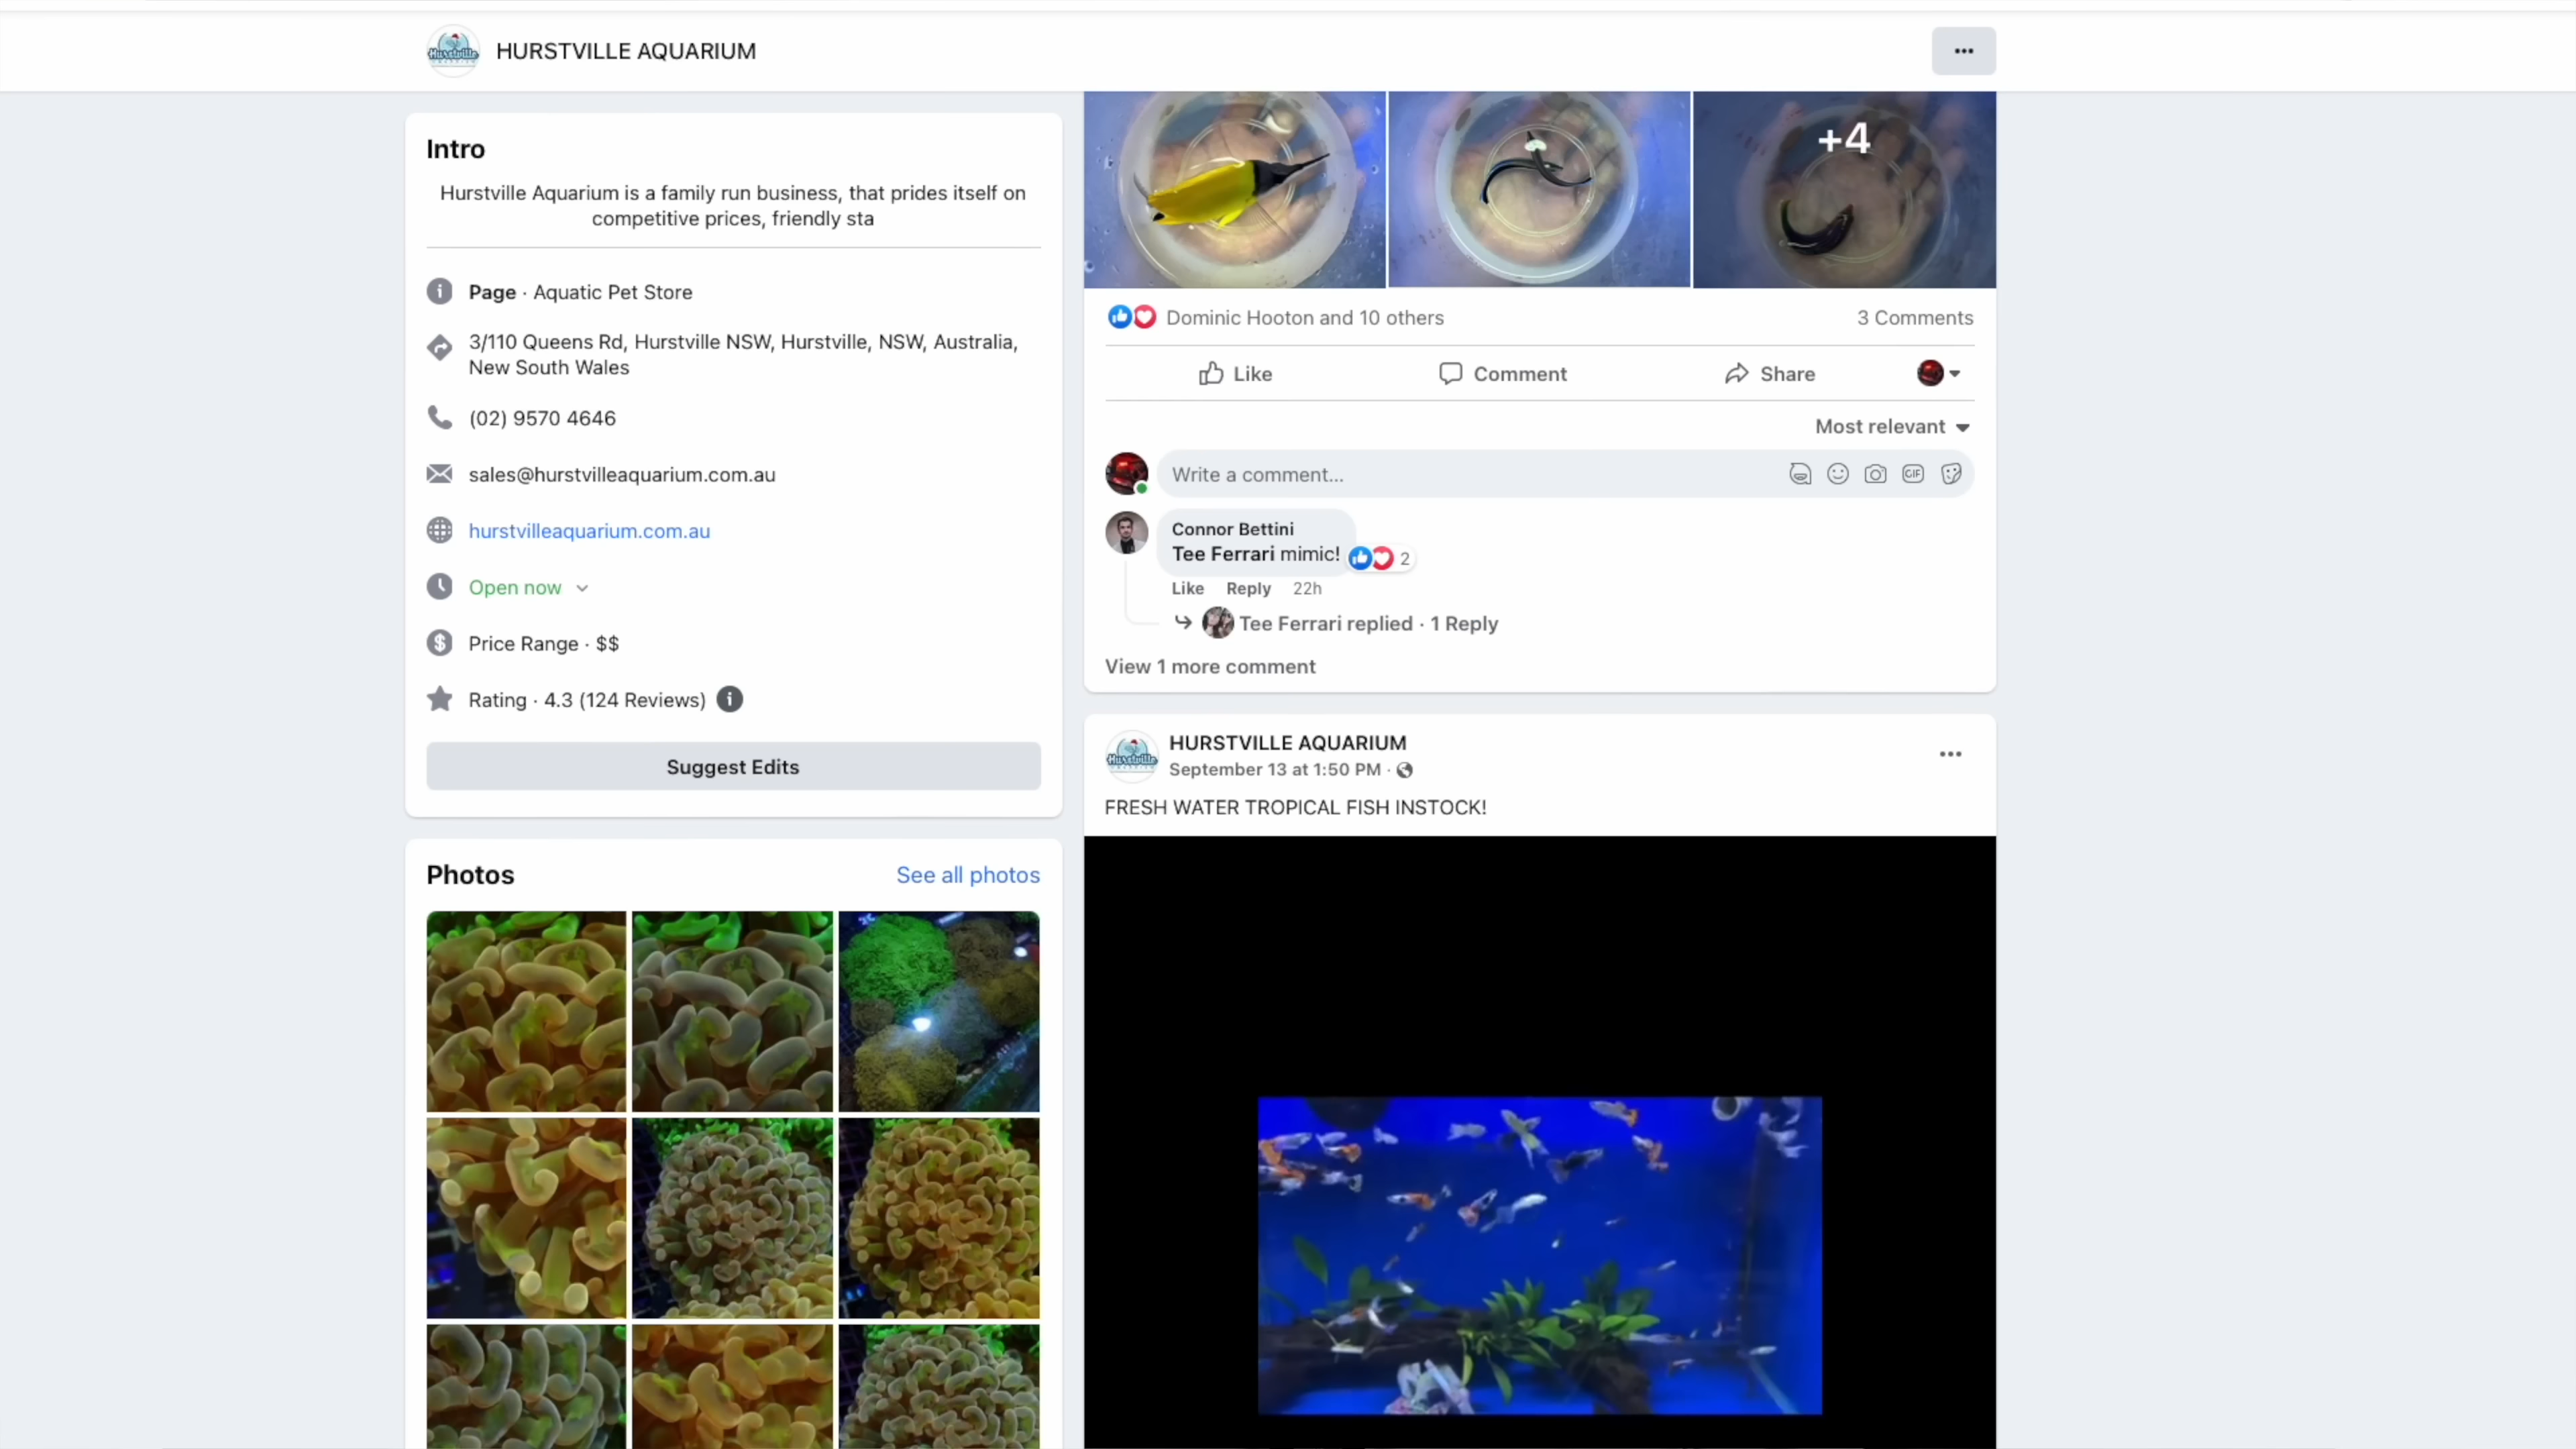 HURSTVILLE AQUARIUM
Intro
Hurstville Aquarium is a family run business, that prides itself on
competitive prices, friendly sta
Page · Aquatic Pet Store
3/110 Queens Rd, Hurstville NSW, Hurstville, NSW, Australia,
New South Wales
(02) 9570 4646
sales@hurstvilleaquarium.com.au
hurstvilleaquarium.com.au
Open now
Price Range · $$
Rating · 4.3 (124 Reviews)
Suggest Edits
Photos
See all photos
+4
Dominic Hooton and 10 others
3 Comments
Like
Comment
Share
Most relevant
Write a comment...
GIF
Connor Bettini
Tee Ferrari mimic!
2
Like Reply 22h
Tee Ferrari replied · 1 Reply
View 1 more comment
Hurstville
HURSTVILLE AQUARIUM
September 13 at 1:50 PM ·
FRESH WATER TROPICAL FISH INSTOCK!